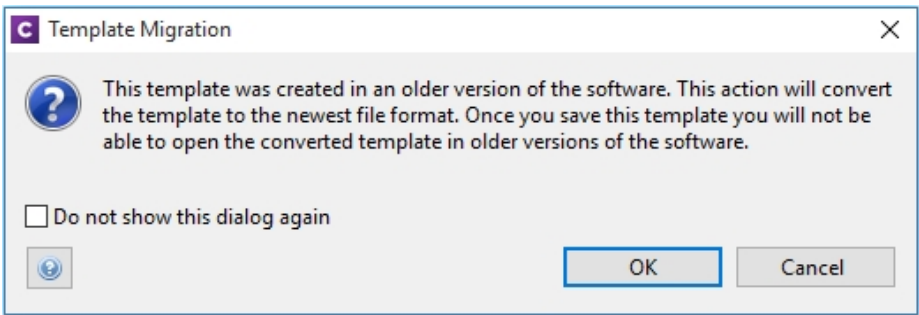 C Template Migration
This template was created in an older version of the software. This action will convert
the template to the newest file format. Once you save this template you will not be
able to open the converted template in older versions of the software.
Do not show this dialog again
OK Cancel